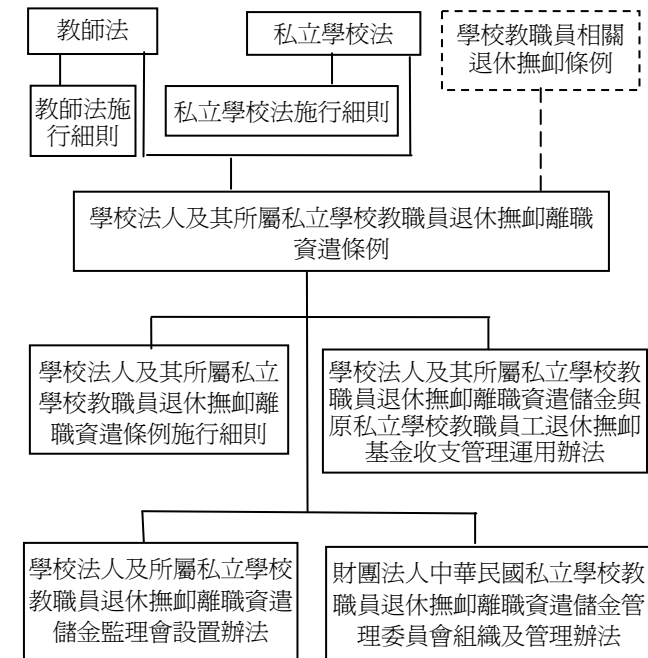 教師法
私立學校法
學校教職員相關
退休撫卹條例
教師法施
行細則
私立學校法施行細則
學校法人及其所屬私立學校教職員退休撫卹離職
資遣條例
學校法人及其所屬私立
學校教職員退休撫卹離
職資遣條例施行細則
學校法人及其所屬私立學校教
職員退休撫卹離職資遣儲金與
原私立學校教職員工退休撫卹
基金收支管理運用辦法
學校法人及所屬私立學校
教職員退休撫卹離職資遣
儲金監理會設置辦法
財團法人中華民國私立學校教
職員退休撫卹離職資遣儲金管
理委員會組織及管理辦法